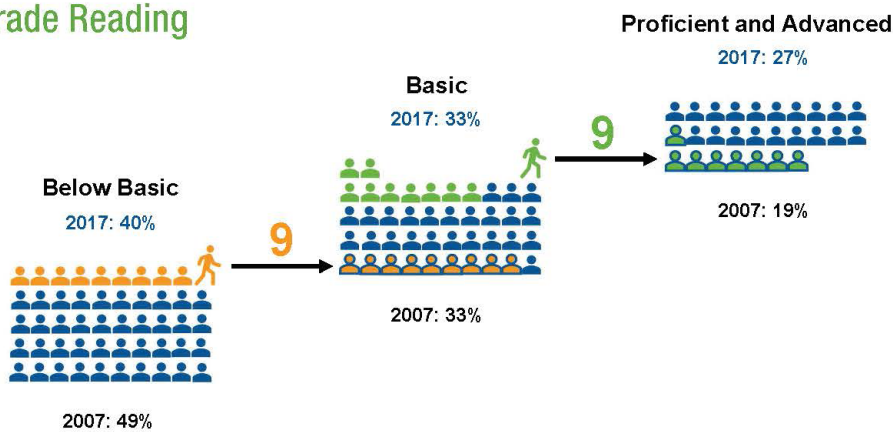 rade Reading
Proficient and Advanced
2017: 27%
Basic
2017: 33%
9
Below Basic
2017: 40%
9
2007: 19%
2007: 33%
2007: 49%